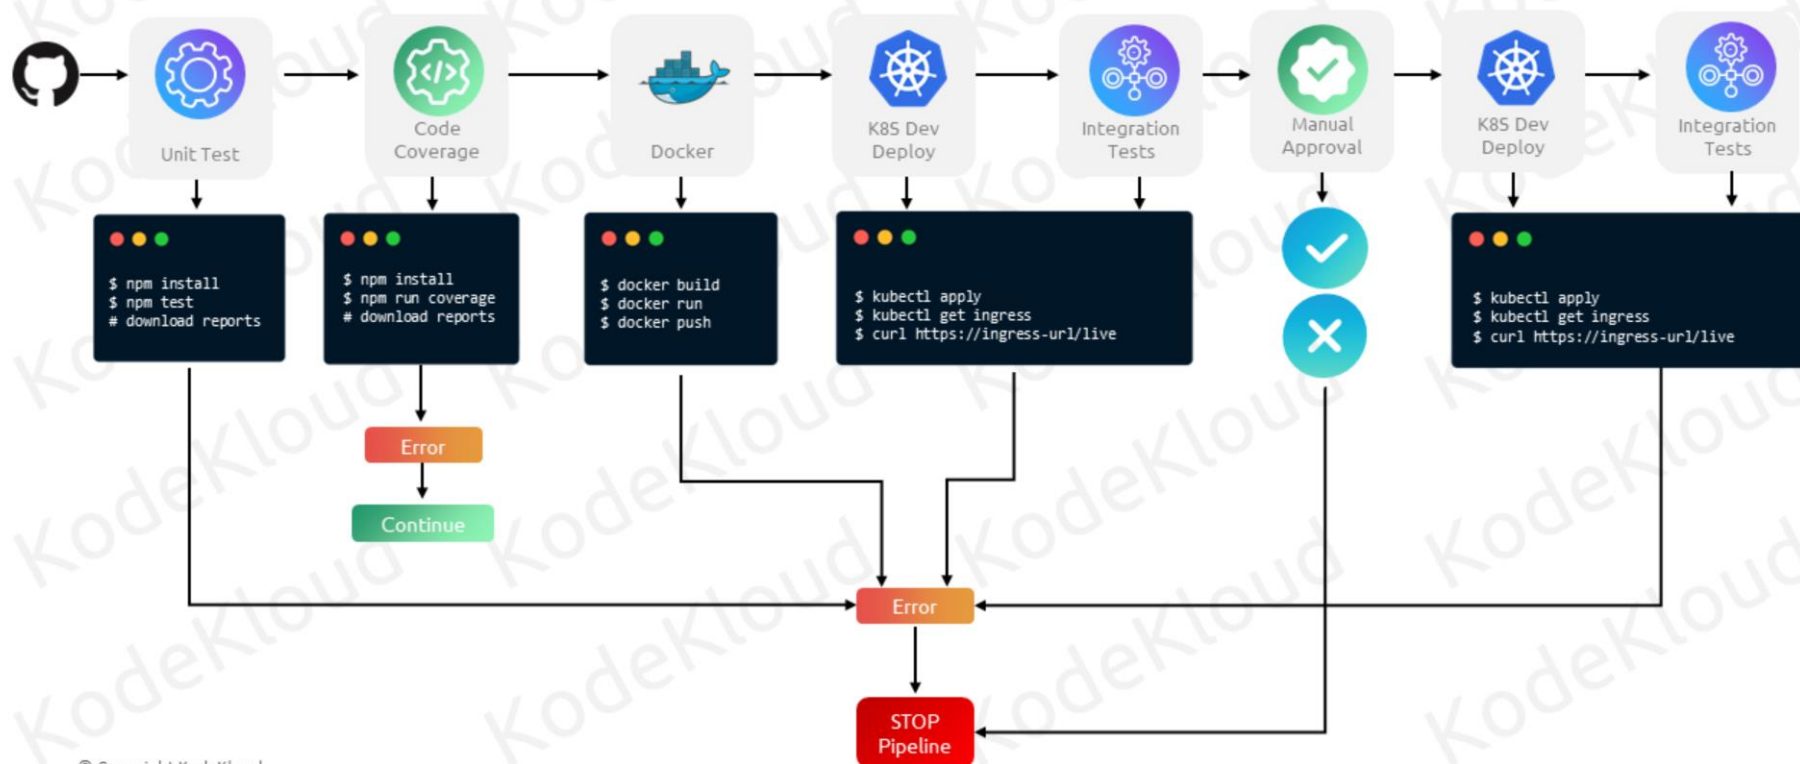 Unit Test
Code
Coverage
Docker
K8S Dev
Deploy
Integration
Tests
Manual
Approval
K8S Dev
Deploy
Integration
Tests
$ npm install
$ npm test
# download reports
$ npm install
$ npm run coverage
# download reports
$ docker build
$ docker run
$ docker push
$ kubectl apply
$ kubectl get ingress
$ curl https://ingress-url/live
$ kubectl apply
$ kubectl get ingress
$ curl https://ingress-url/live
Error
Continue
Error
STOP
Pipeline
KodeKloud
© Copyright KodeKloud